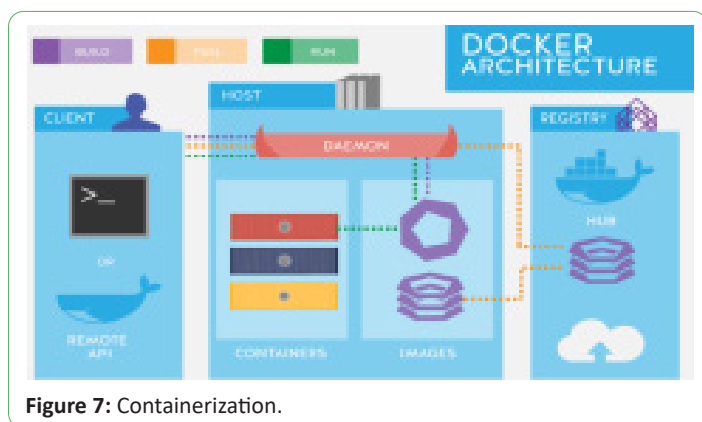 BUILD
PULL
RUN
DOCKER
ARCHITECTURE
CLIENT
HOST
REGISTRY
DAEMON
>_
OR
REMOTE
API
CONTAINERS
IMAGES
HUB
Figure 7: Containerization.